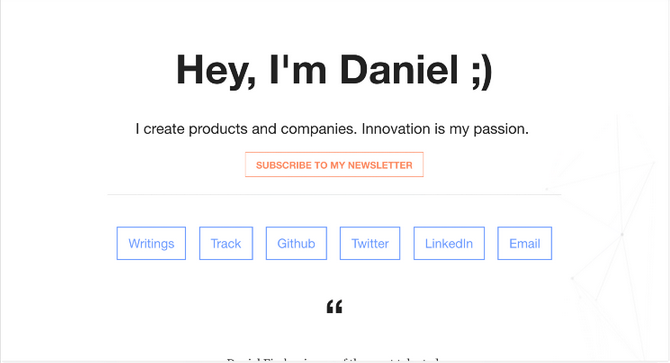 Hey, I'm Daniel ;)
I create products and companies. Innovation is my passion.
SUBSCRIBE TO MY NEWSLETTER
Writings Track Github Twitter LinkedIn Email
“